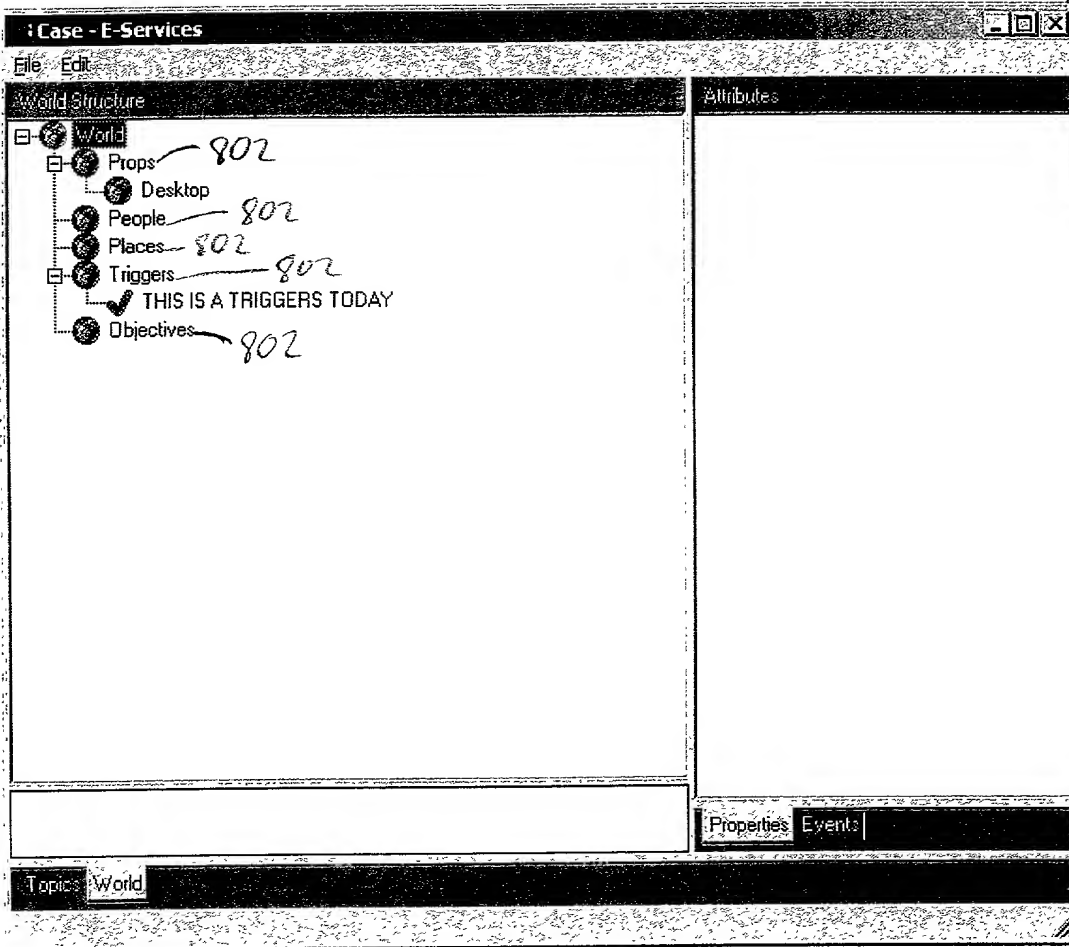 iCase - E-Services
File Edit
World Structure
Attributes
World
Props 802
Desktop
People 802
Places 802
Triggers 802
THIS IS A TRIGGERS TODAY
Objectives 802
Properties Events
Topics World